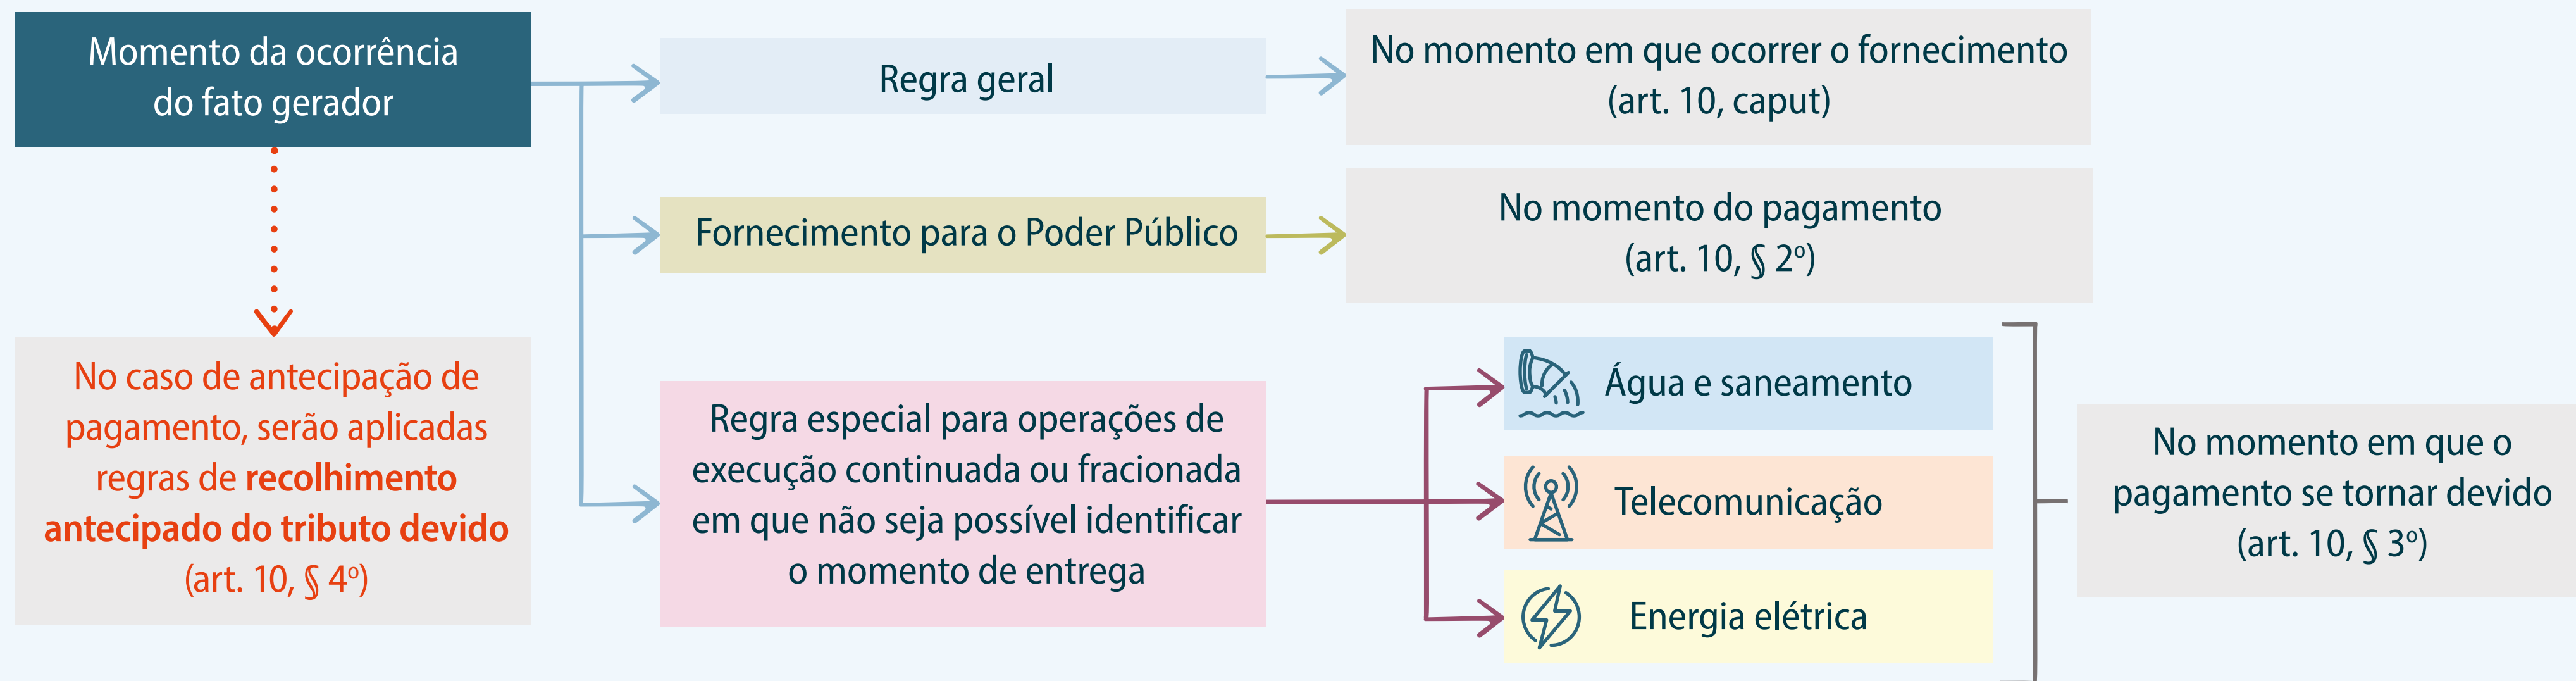 Momento da ocorrência
do fato gerador
Regra geral
No momento em que ocorrer o fornecimento
(art. 10, caput)
Fornecimento para o Poder Público
No momento do pagamento
(art. 10, § 2º)
No caso de antecipação de
pagamento, serão aplicadas
regras de recolhimento
antecipado do tributo devido
(art. 10, § 4º)
Regra especial para operações de
execução continuada ou fracionada
em que não seja possível identificar
o momento de entrega
Água e saneamento
Telecomunicação
Energia elétrica
No momento em que o
pagamento se tornar devido
(art. 10, § 3º)